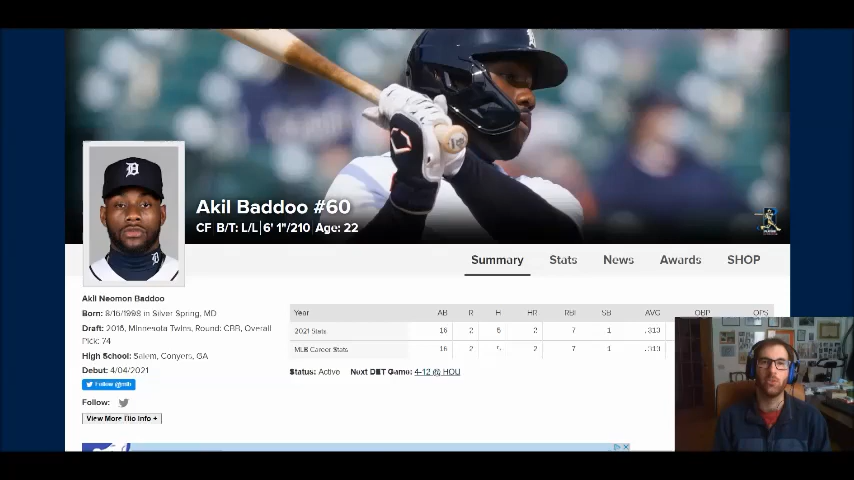 Akil Baddoo #60
CF B/T: L/L 6' 1"/210 Age: 22
Summary Stats News Awards SHOP
Akil Neomon Baddoo
Born: 8/16/1998 in Silver Spring, MD
Draft: 2016, Minnesota Twins, Round: CBB, Overall
Pick: 74
High School: Salem, Conyers, GA
Debut: 4/04/2021
Follow @mlb
Follow:
View More Bio Info +
Year AB R H HR RBI SB AVG OBP OPS
2021 Stats 16 2 5 2 7 1 .313
MLB Career Stats 16 2 5 2 7 1 .313
Status: Active Next DET Game: 4-12 @ HOU